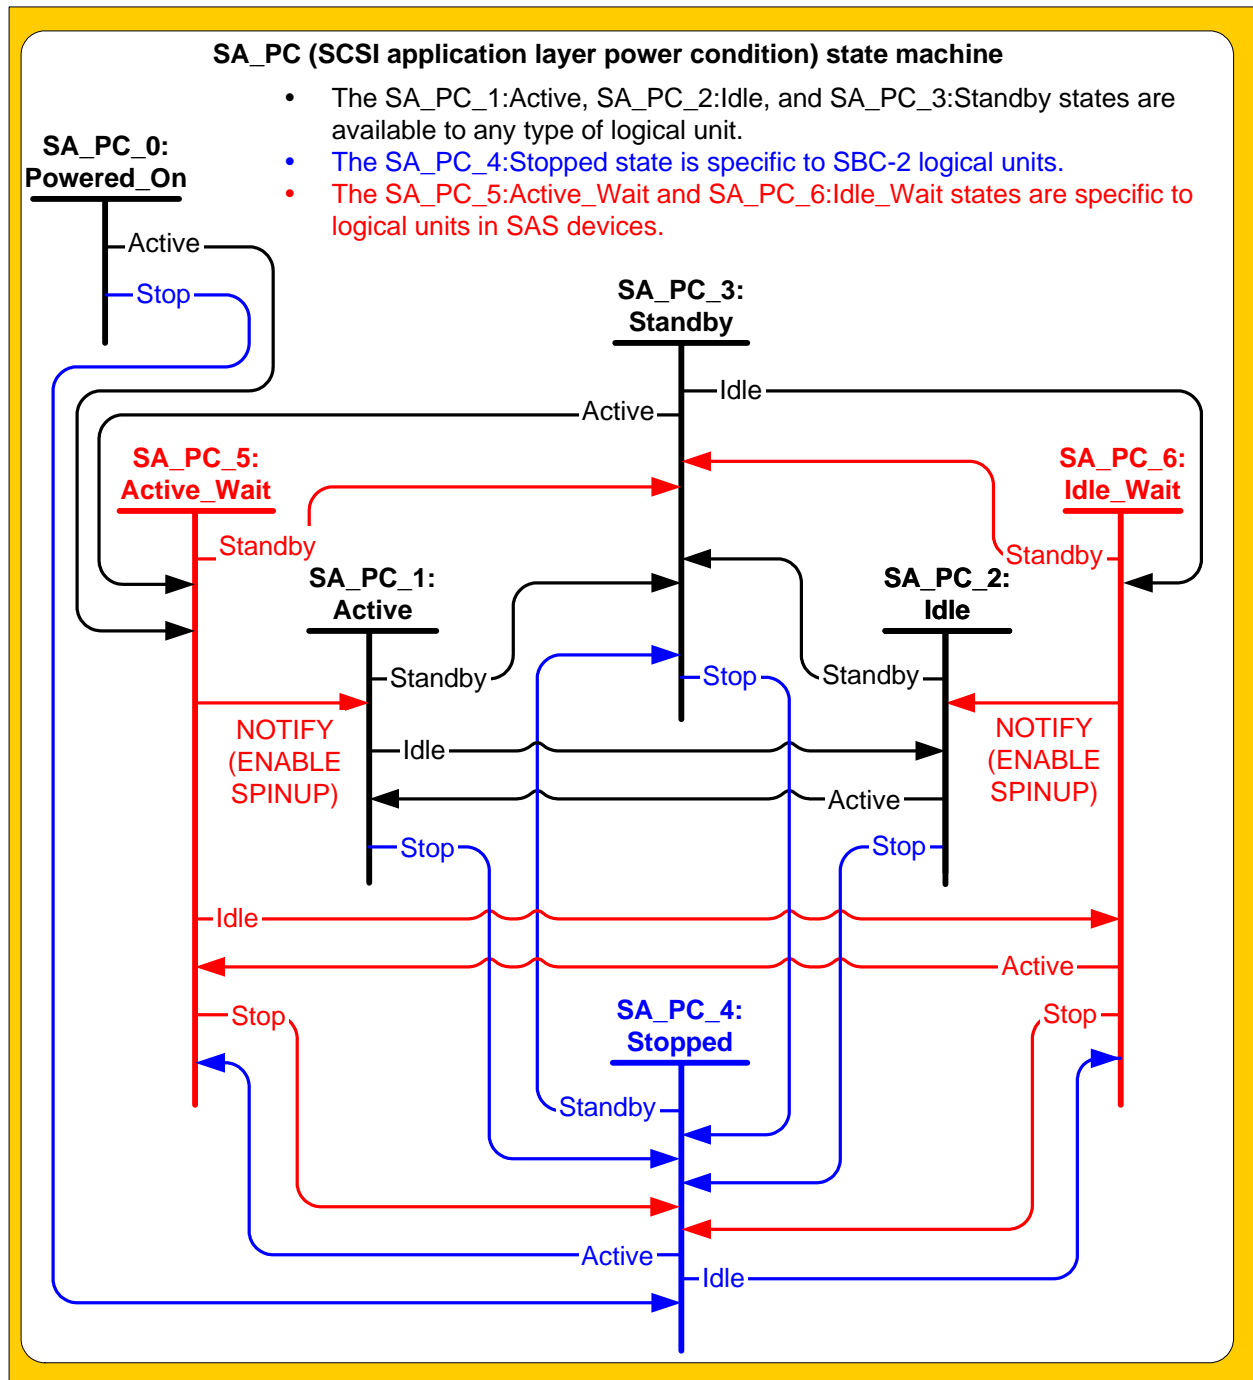 SA_PC (SCSI application layer power condition) state machine
• The SA_PC_1:Active, SA_PC_2:Idle, and SA_PC_3:Standby states are
available to any type of logical unit.
• The SA_PC_4:Stopped state is specific to SBC-2 logical units.
• The SA_PC_5:Active_Wait and SA_PC_6:Idle_Wait states are specific to
logical units in SAS devices.
SA_PC_0:
Powered_On
Active
Stop
SA_PC_3:
Standby
Idle
Active
SA_PC_5:
Active_Wait
SA_PC_6:
Idle_Wait
Standby
Standby
SA_PC_1:
Active
SA_PC_2:
Idle
Standby
Stop
Standby
NOTIFY
(ENABLE
SPINUP)
NOTIFY
(ENABLE
SPINUP)
Idle
Active
Stop
Stop
Idle
Active
Stop
SA_PC_4:
Stopped
Stop
Standby
Active
Idle